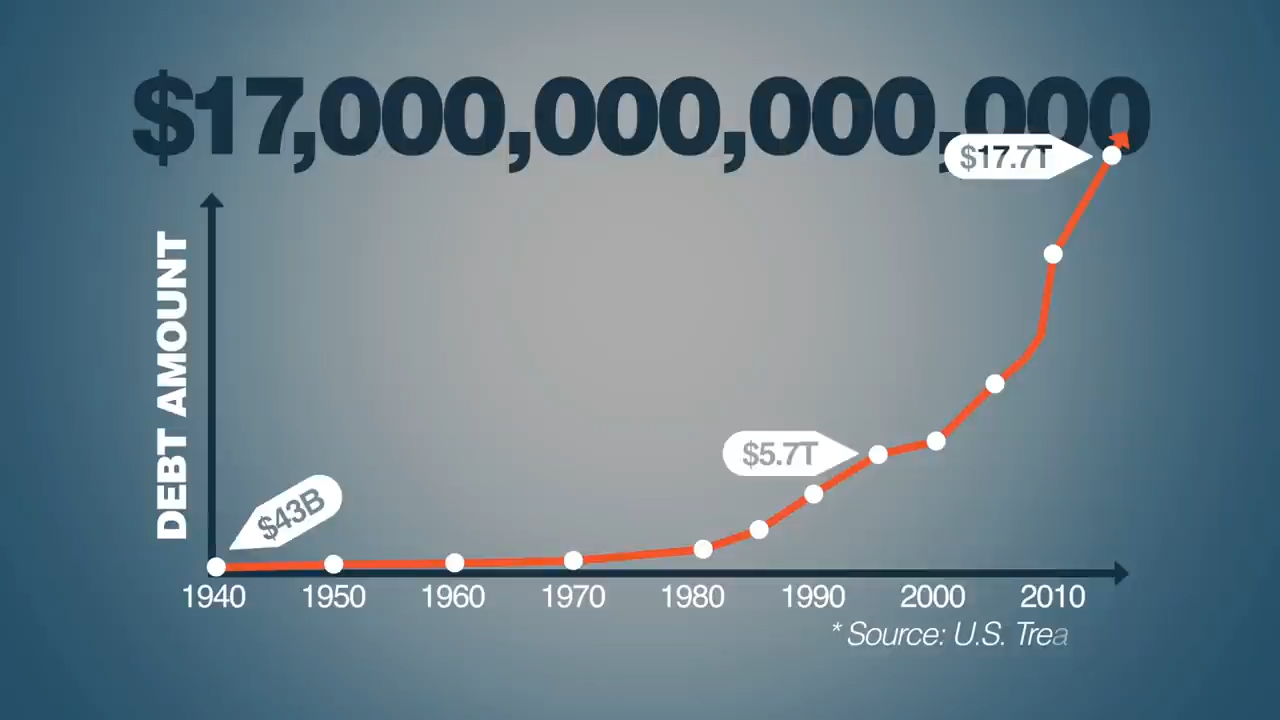 $17,000,000,000,000
$17.7T
DEBT AMOUNT
$5.7T
$43B
1940 1950 1960 1970 1980 1990 2000 2010
* Source: U.S. Trea